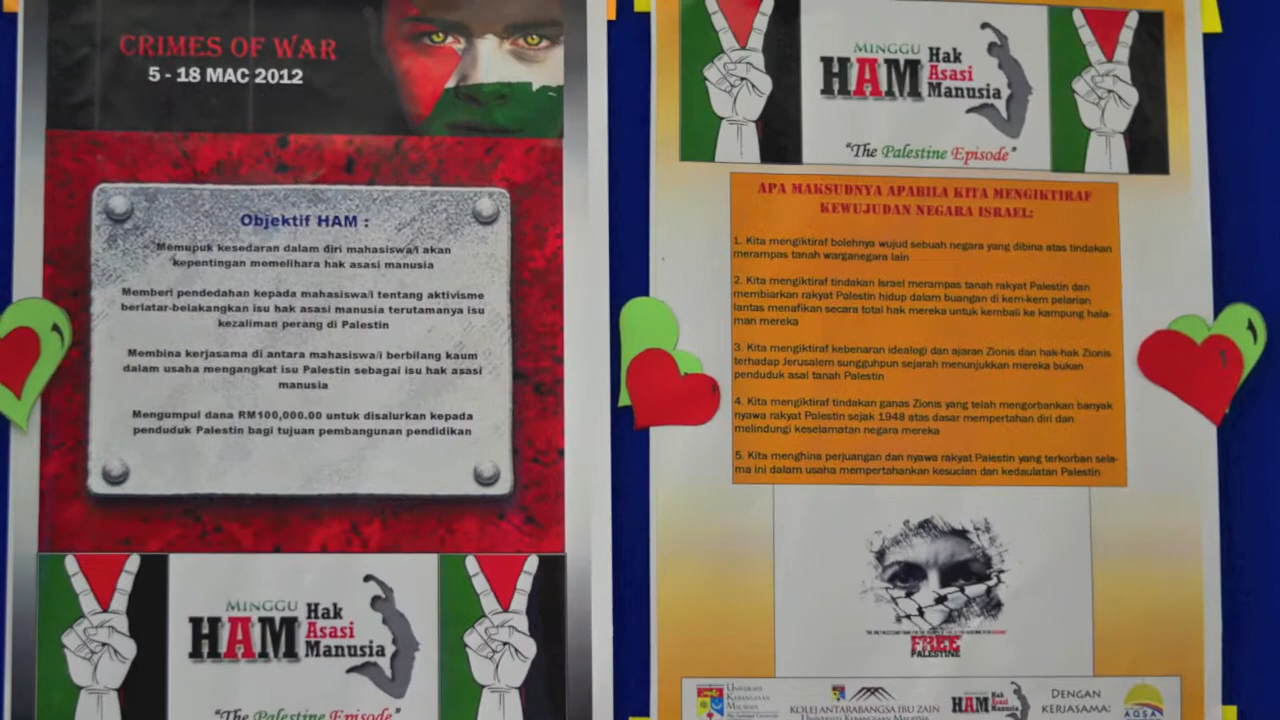 CRIMES OF WAR
5 - 18 MAC 2012
Objektif HAM :
Memupuk kesedaran dalam diri mahasiswa/i akan
kepentingan memelihara hak asasi manusia
Memberi pendedahan kepada mahasiswa/i tentang aktivisme
berlatar-belakangkan isu hak asasi manusia terutamanya isu
kezaliman perang di Palestin
Membina kerjasama di antara mahasiswa/i berbilang kaum
dalam usaha mengangkat isu Palestin sebagai isu hak asasi
manusia
Mengumpul dana RM100,000.00 untuk disalurkan kepada
penduduk Palestin bagi tujuan pembangunan pendidikan
MINGGU
HAM
Hak
Asasi
Manusia
"The Palestine Episode"
MINGGU
HAM
Hak
Asasi
Manusia
"The Palestine Episode"
APA MAKSUDNYA APABILA KITA MENGIKTIRAF
KEWUJUDAN NEGARA ISRAEL:
1. Kita mengiktiraf bolehnya wujud sebuah negara yang dibina atas tindakan
merampas tanah warganegara lain
2. Kita mengiktiraf tindakan Israel merampas tanah rakyat Palestin dan
membiarkan rakyat Palestin hidup dalam buangan di kem-kem pelarian
lantas menafikan secara total hak mereka untuk kembali ke kampung hala-
man mereka
3. Kita mengiktiraf kebenaran idealogi dan ajaran Zionis dan hak-hak Zionis
terhadap Jerusalem sungguhpun sejarah menunjukkan mereka bukan
penduduk asal tanah Palestin
4. Kita mengiktiraf tindakan ganas Zionis yang telah mengorbankan banyak
nyawa rakyat Palestin sejak 1948 atas dasar mempertahan diri dan
melindungi keselamatan negara mereka
5. Kita menghina perjuangan dan nyawa rakyat Palestin yang terkorban sela-
ma ini dalam usaha mempertahankan kesucian dan kedaulatan Palestin
FREE
PALESTINE
UNIVERSITI
KEBANGSAAN
MALAYSIA
KOLEJ ANTARABANGSA IBU ZAIN
UNIVERSITI KEBANGSAAN MALAYSIA
MINGGU
HAM
Hak
Asasi
Manusia
DENGAN
KERJASAMA:
AQSA